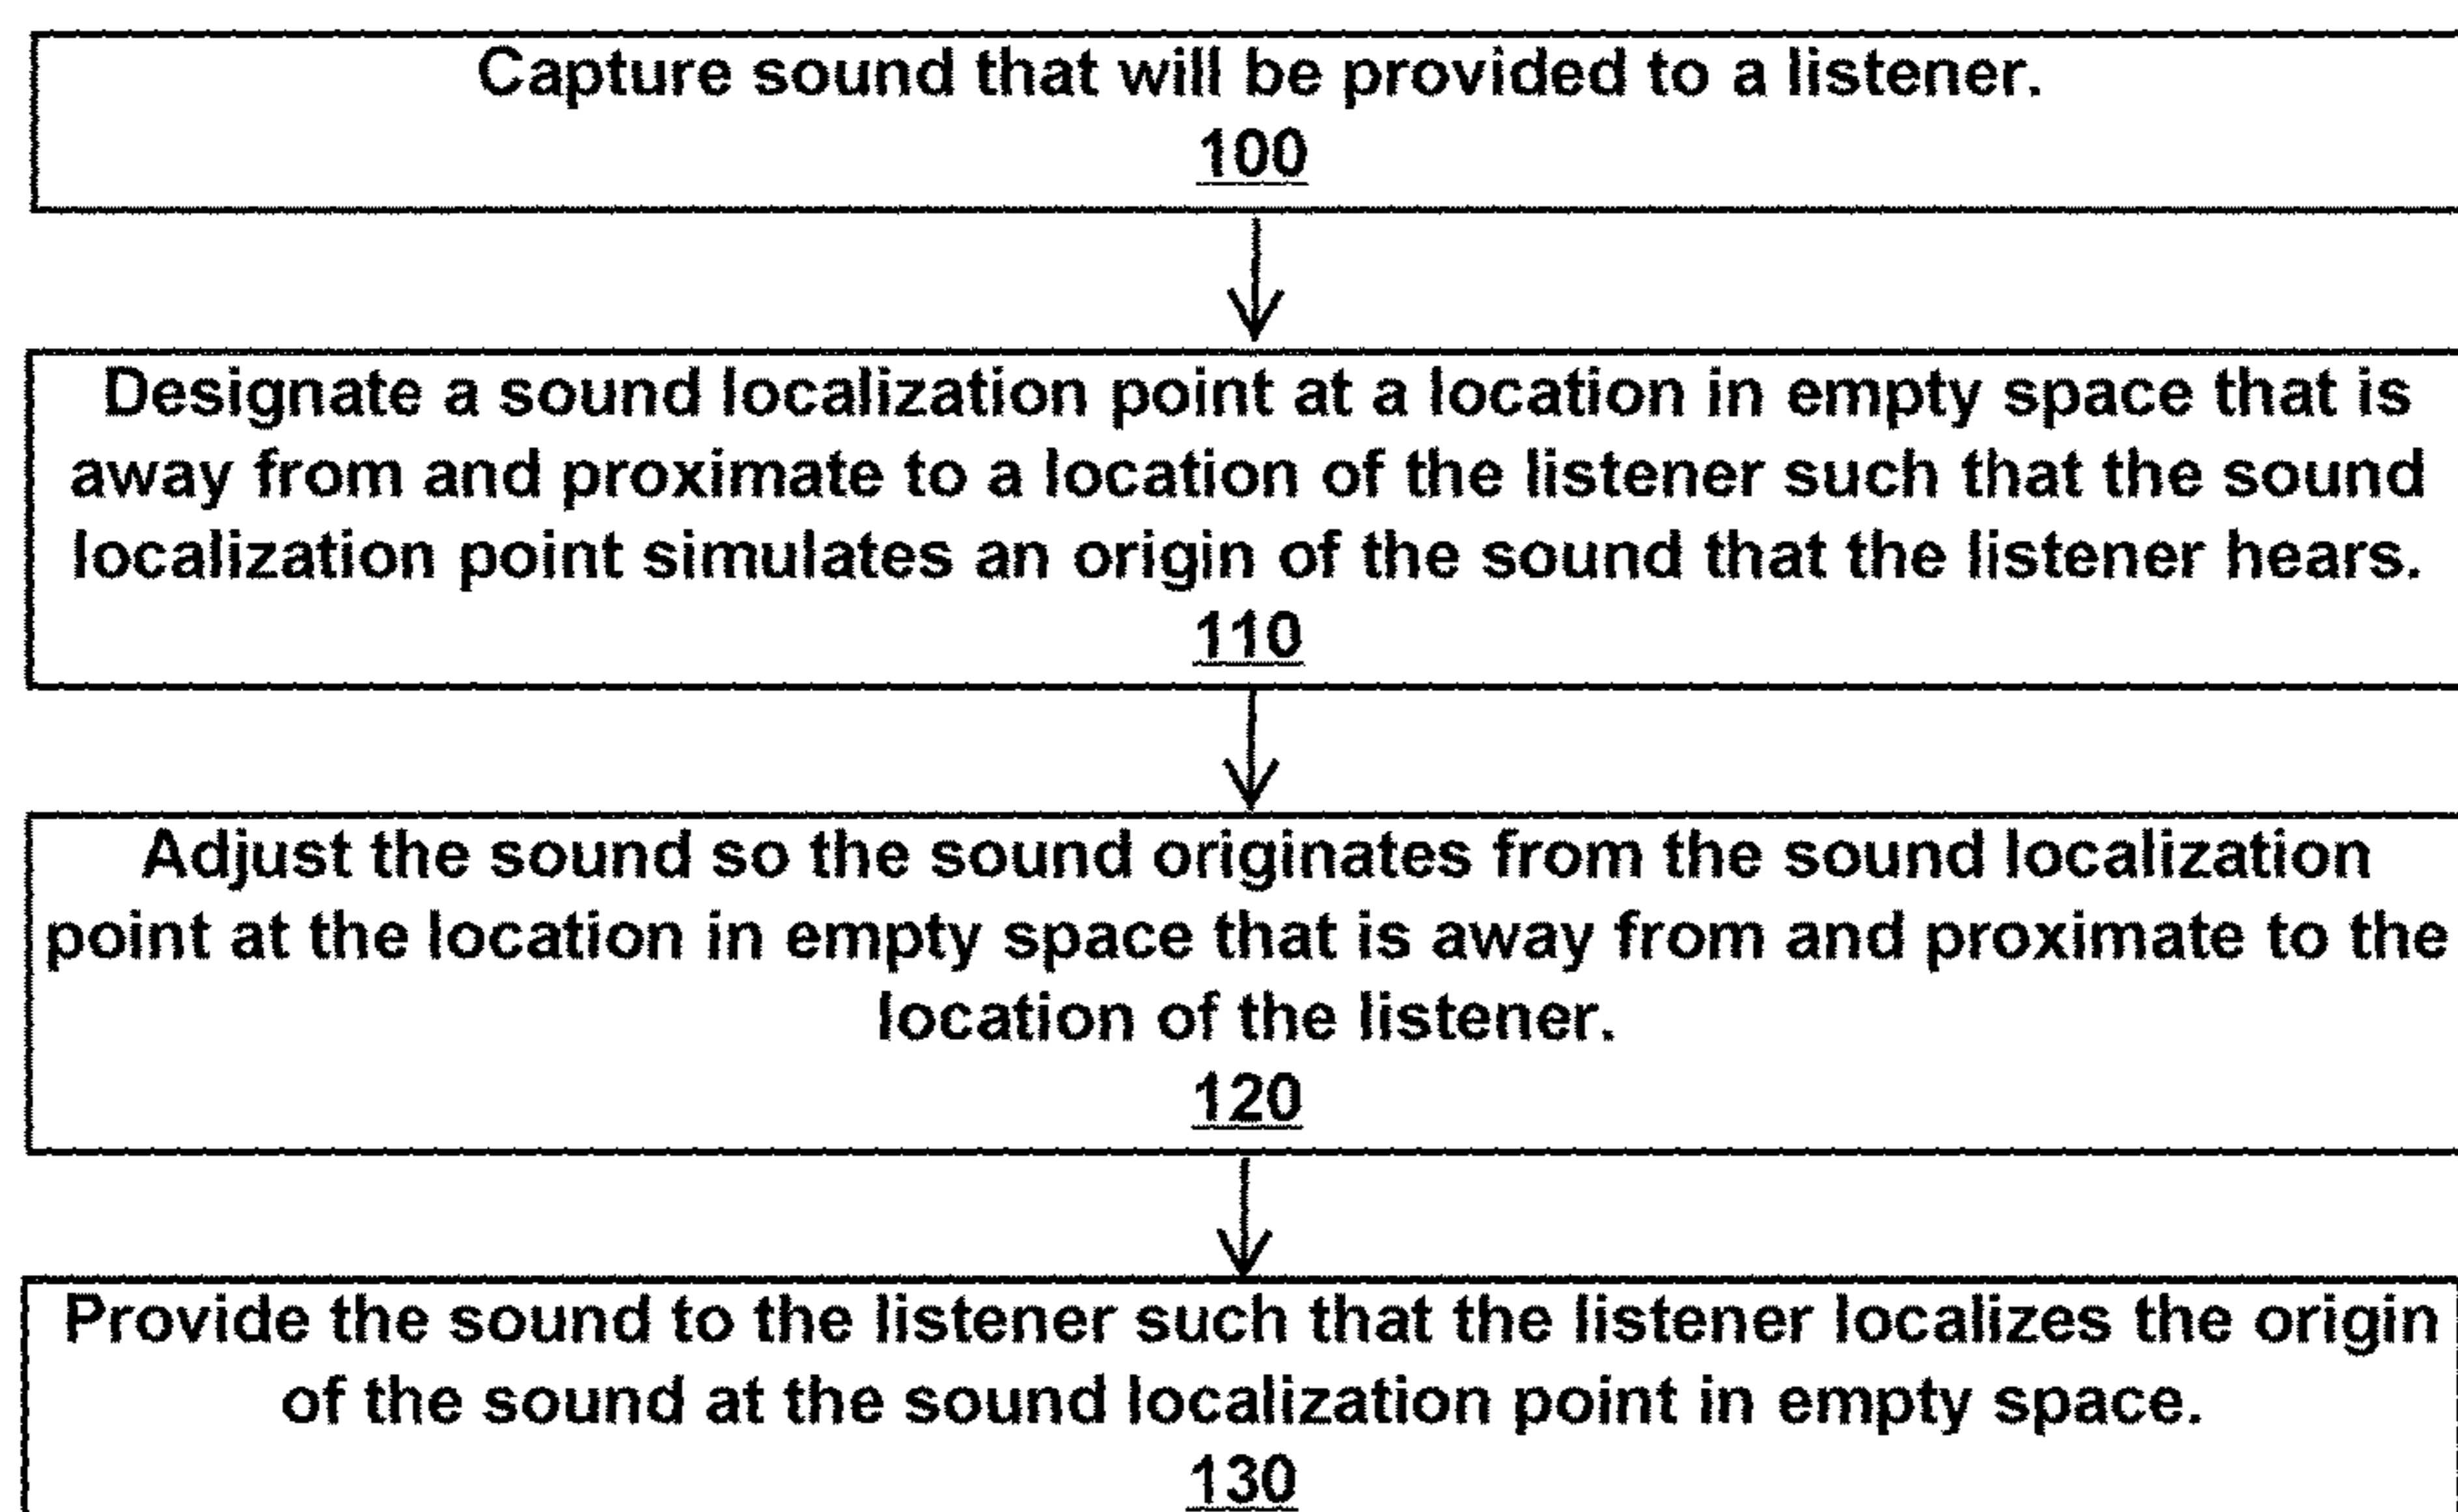 Capture sound that will be provided to a listener.
100
Designate a sound localization point at a location in empty space that is
away from and proximate to a location of the listener such that the sound
localization point simulates an origin of the sound that the listener hears.
110
Adjust the sound so the sound originates from the sound localization
point at the location in empty space that is away from and proximate to the
location of the listener.
120
Provide the sound to the listener such that the listener localizes the origin
of the sound at the sound localization point in empty space.
130